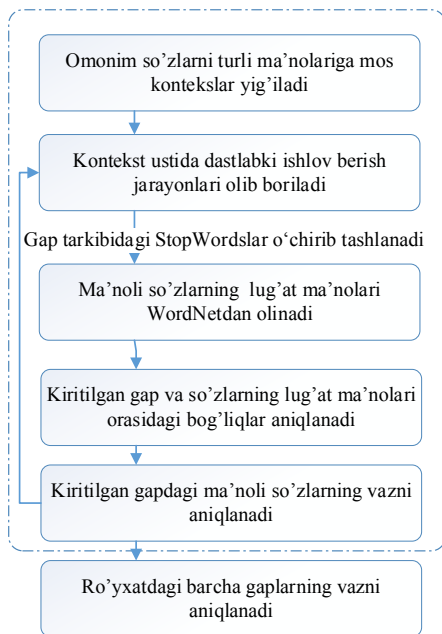 Omonim so’zlarni turli ma’nolariga mos
kontekslar yig’iladi
Kontekst ustida dastlabki ishlov berish
jarayonlari olib boriladi
Gap tarkibidagi StopWordslar o‘chirib tashlanadi
Ma’noli so’zlarning lug’at ma’nolari
WordNetdan olinadi
Kiritilgan gap va so’zlarning lug’at ma’nolari
orasidagi bog’liqlar aniqlanadi
Kiritilgan gapdagi ma’noli so’zlarning vazni
aniqlanadi
Ro’yxatdagi barcha gaplarning vazni
aniqlanadi